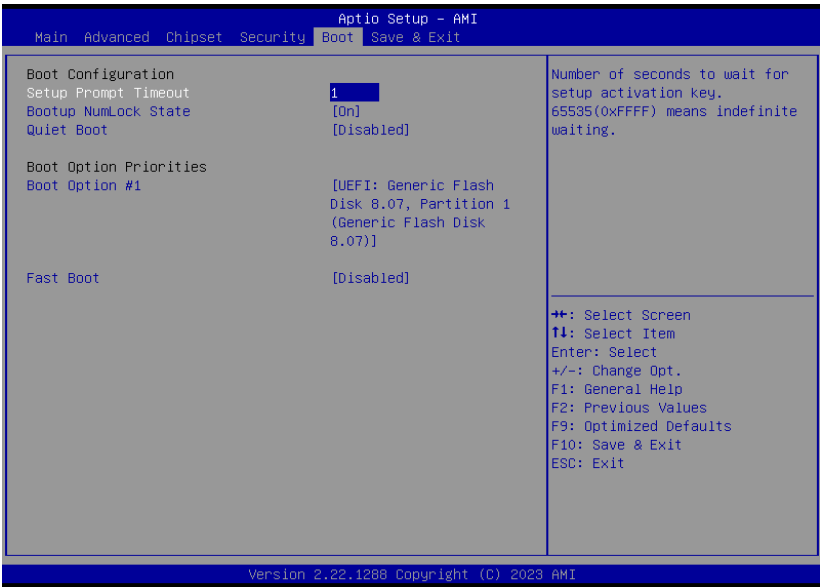 Aptio Setup – AMI
Main Advanced Chipset Security Boot Save & Exit
Boot Configuration
Setup Prompt Timeout 1
Bootup NumLock State [On]
Quiet Boot [Disabled]
Boot Option Priorities
Boot Option #1 [UEFI: Generic Flash
Disk 8.07, Partition 1
(Generic Flash Disk
8.07)]
Fast Boot [Disabled]
Number of seconds to wait for
setup activation key.
65535(0xFFFF) means indefinite
waiting.
→←: Select Screen
↑↓: Select Item
Enter: Select
+/-: Change Opt.
F1: General Help
F2: Previous Values
F9: Optimized Defaults
F10: Save & Exit
ESC: Exit
Version 2.22.1288 Copyright (C) 2023 AMI